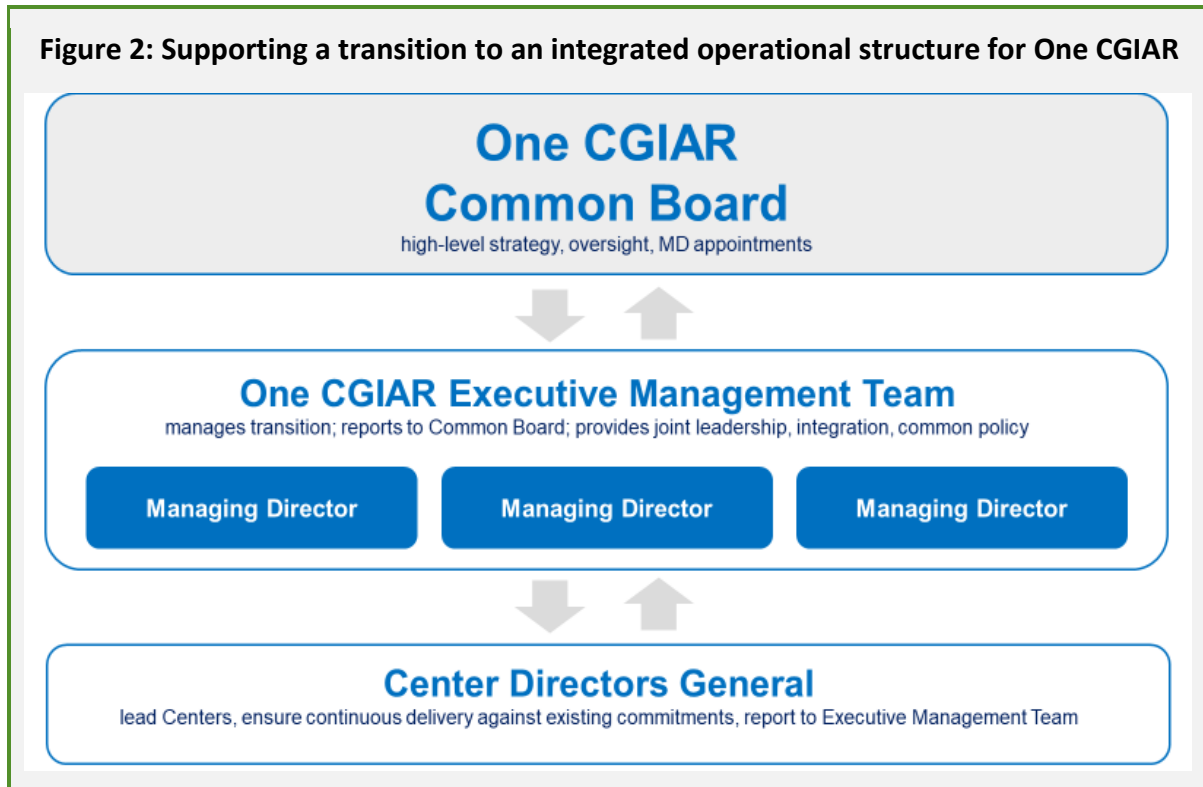 Figure 2: Supporting a transition to an integrated operational structure for One CGIAR
One CGIAR
Common Board
high-level strategy, oversight, MD appointments
One CGIAR Executive Management Team
manages transition; reports to Common Board; provides joint leadership, integration, common policy
Managing Director Managing Director Managing Director
Center Directors General
lead Centers, ensure continuous delivery against existing commitments, report to Executive Management Team